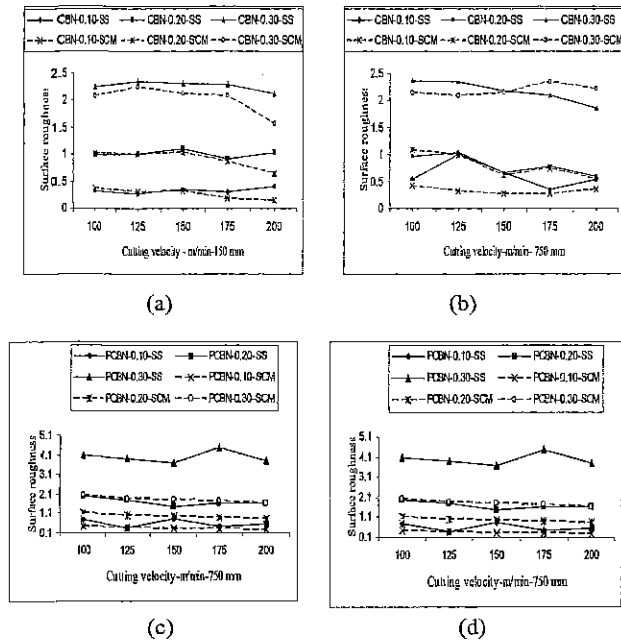 CBN-0.10-SS CBN-0.20-SS CBN-0.30-SS
CBN-0.10-SCM CBN-0.20-SCM CBN-0.30-SCM
Surface roughness
2.5
2
1.5
1
0.5
0
100 125 150 175 200
Cutting velocity - m/min-150 mm
(a)
CBN-0.10-SS CBN-0.20-SS CBN-0.30-SS
CBN-0.10-SCM CBN-0.20-SCM CBN-0.30-SCM
Surface roughness
2.5
2
1.5
1
0.5
0
100 125 150 175 200
Cutting velocity-m/min- 750 mm
(b)
PCBN-0,10-SS PCBN-0,20-SS
PCBN-0,30-SS PCBN-0,10-SCM
PCBN-0,20-SCM PCBN-0,30-SCM
Surface roughness
5.1
4.1
3.1
2.1
1.1
0.1
100 125 150 175 200
Cutting velocity-m/min-750 mm
(c)
PCBN-0,10-SS PCBN-0,20-SS
PCBN-0,30-SS PCBN-0,10-SCM
PCBN-0,20-SCM PCBN-0,30-SCM
Surface roughness
5.1
4.1
3.1
2.1
1.1
0.1
100 125 150 175 200
Cutting velocity-m/min-750 mm
(d)